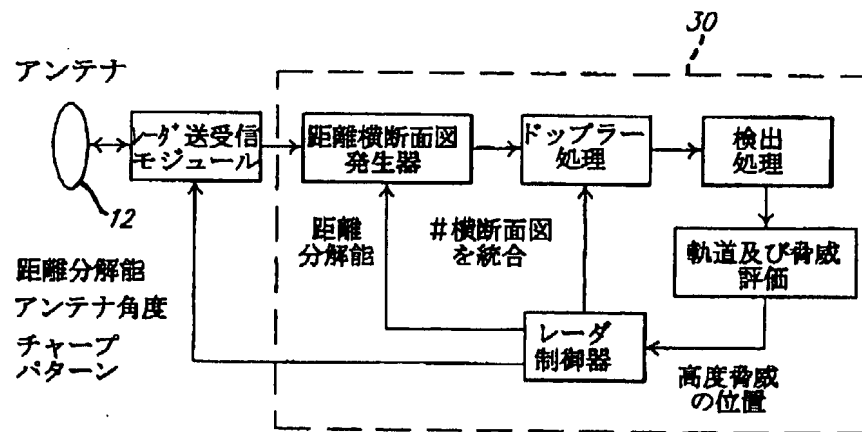 30
アンテナ
レーダ送受信
モジュール
距離横断面図
発生器
ドップラー
処理
検出
処理
12
距離
分解能
#横断面図
を統合
軌道及び脅威
評価
距離分解能
アンテナ角度
チャープ
パターン
レーダ
制御器
高度脅威
の位置